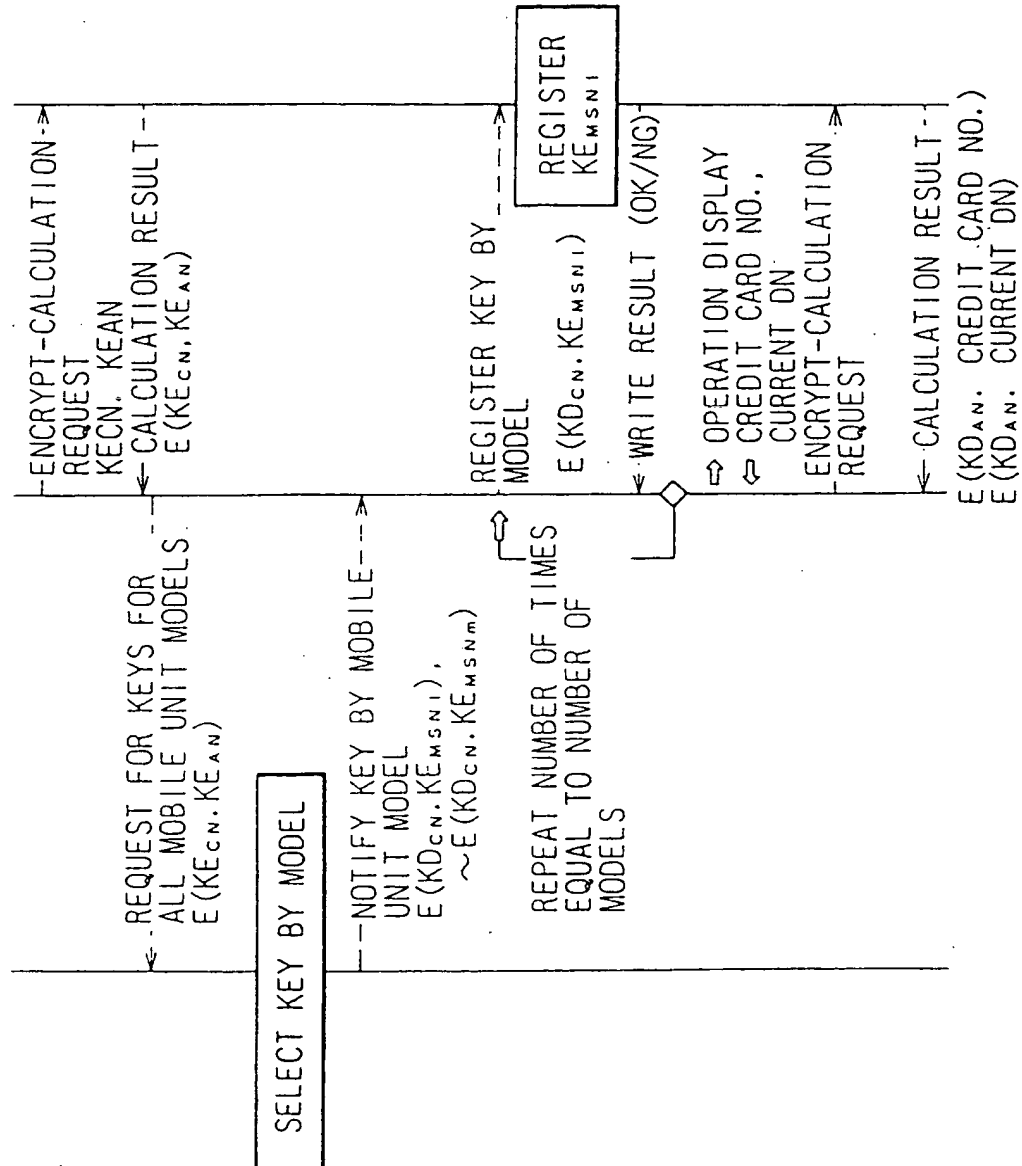 ENCRYPT-CALCULATION
REQUEST
KECN. KEAN
CALCULATION RESULT
E(KECN, KEAN)
REQUEST FOR KEYS FOR
ALL MOBILE UNIT MODELS
E(KECN. KEAN)
SELECT KEY BY MODEL
NOTIFY KEY BY MOBILE
UNIT MODEL
E(KDCN. KEMSN1),
~E(KDCN. KEMSNm)
REGISTER KEY BY
MODEL
E(KDCN. KEMSN1)
REGISTER
KEMSN1
REPEAT NUMBER OF TIMES
EQUAL TO NUMBER OF
MODELS
WRITE RESULT (OK/NG)
⇨ OPERATION DISPLAY
⇦ CREDIT CARD NO.,
CURRENT DN
ENCRYPT-CALCULATION
REQUEST
CALCULATION RESULT
E(KDAN. CREDIT CARD NO.)
E(KDAN. CURRENT DN)